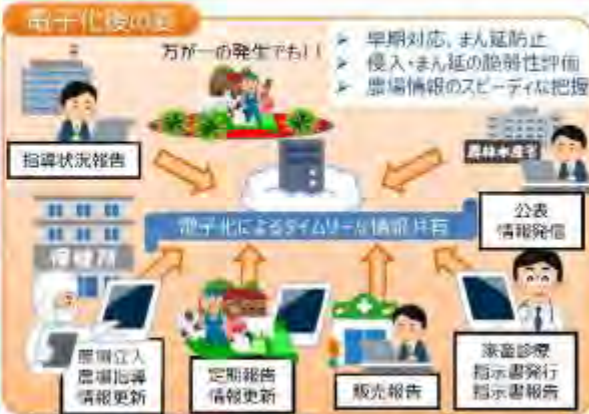 電子化後の姿
万が一の発生でも!!
➢ 早期対応、まん延防止
➢ 侵入・まん延の脆弱性評価
➢ 農場情報のスピーディな把握
指導状況報告
農林水産省
公表
情報発信
電子化によるタイムリーな情報共有
農場立入
農場指導
情報更新
定期報告
情報更新
販売報告
家畜診療
指示書発行
指示書報告